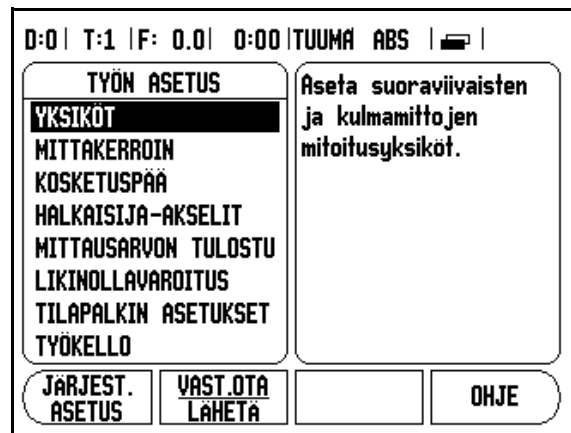 D:0 | T:1 | F: 0.0 | 0:00 | TUUMA ABS | |
TYÖN ASETUS
YKSIKÖT
MITTAKERROIN
KOSKETUSPÄÄ
HALKAISIJA-AKSELIT
MITTAUSARVON TULOSTU
LIKINOLLAVAROITUS
TILAPALKIN ASETUKSET
TYÖKELLO
Aseta suoraviivaisten
ja kulmamittojen
mitoitusyksiköt.
JÄRJEST.
ASETUS
VAST.OTA
LÄHETÄ
OHJE